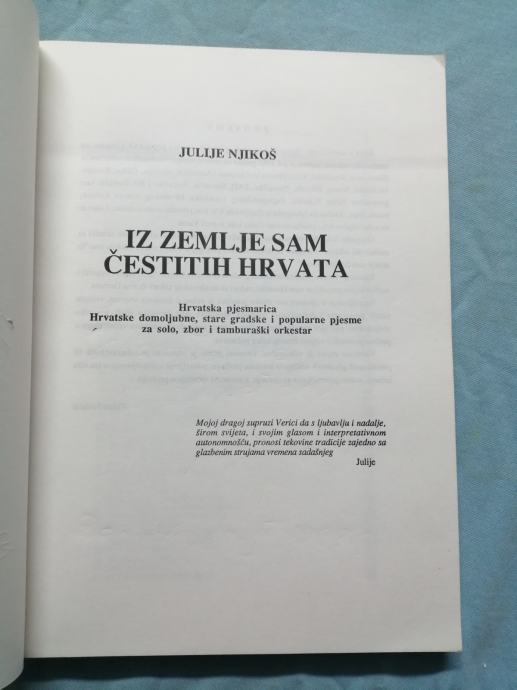 JULIJE NJIKOŠ
IZ ZEMLJE SAM
ČESTITIH HRVATA
Hrvatska pjesmarica
Hrvatske domoljubne, stare gradske i popularne pjesme
za solo, zbor i tamburaški orkestar
Mojoj dragoj supruzi Verici da s ljubavlju i nadalje,
širom svijeta, i svojim glasom i interpretativnom
autonomnošću, pronosi tekovine tradicije zajedno sa
glazbenim strujama vremena sadašnjeg
Julije